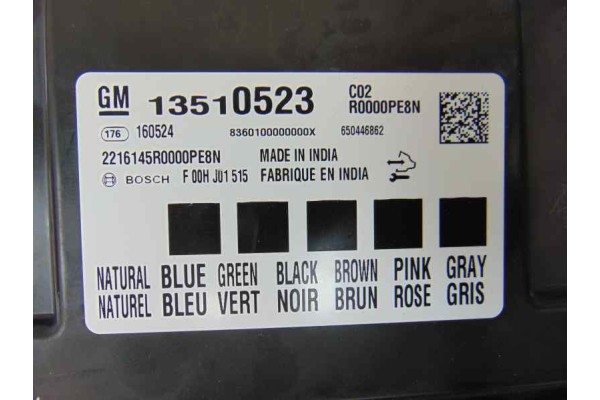 GM 13510523 C02
R0000PE8N
176 160524 8360100000000X 650446862
2216145R0000PE8N MADE IN INDIA
BOSCH F 00H J01 515 FABRIQUE EN INDIA
NATURAL BLUE GREEN BLACK BROWN PINK GRAY
NATUREL BLEU VERT NOIR BRUN ROSE GRIS